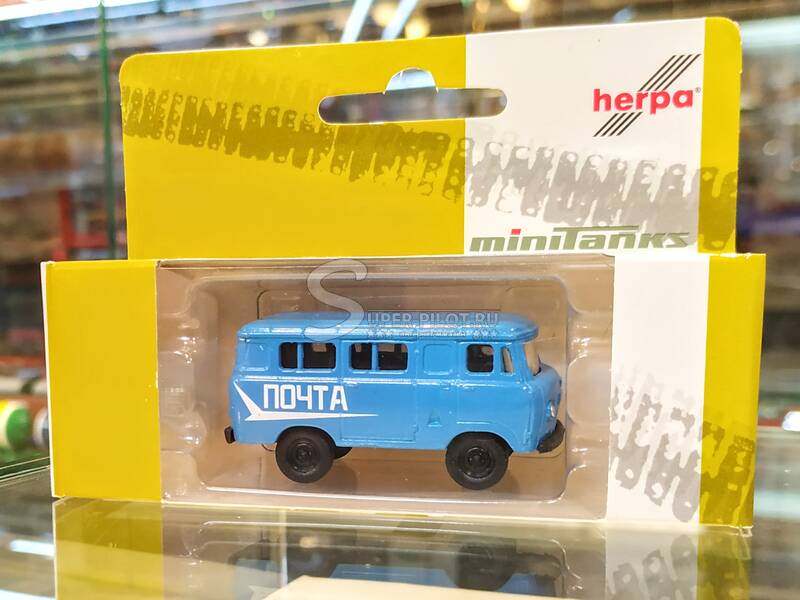 herpa®
miniTanks
SUPER-PILOT.RU
ПОЧТА